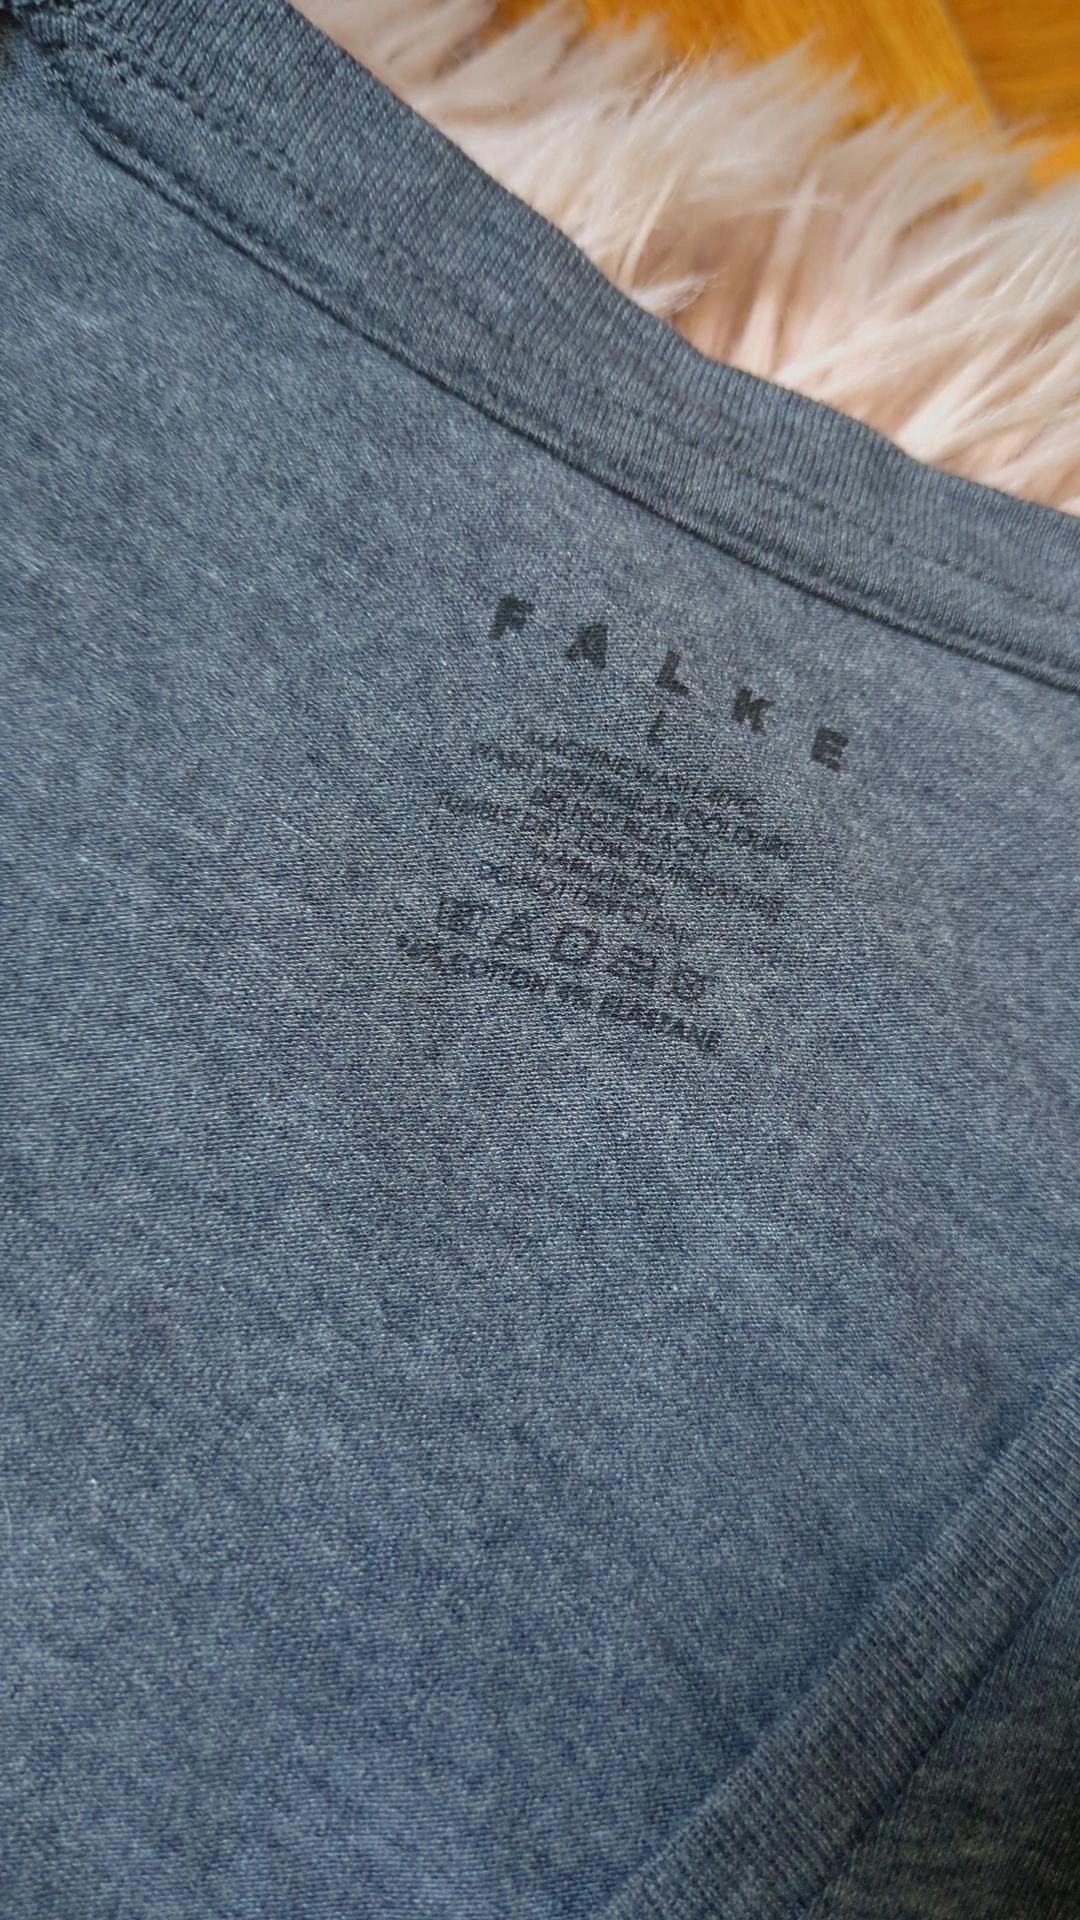 FALKE
L
MACHINE WASH 40°C
WASH WITH SIMILAR COLOURS
DO NOT BLEACH
TUMBLE DRY, LOW TEMPERATURE
WARM IRON
DO NOT DRY CLEAN
COTTON ELASTANE